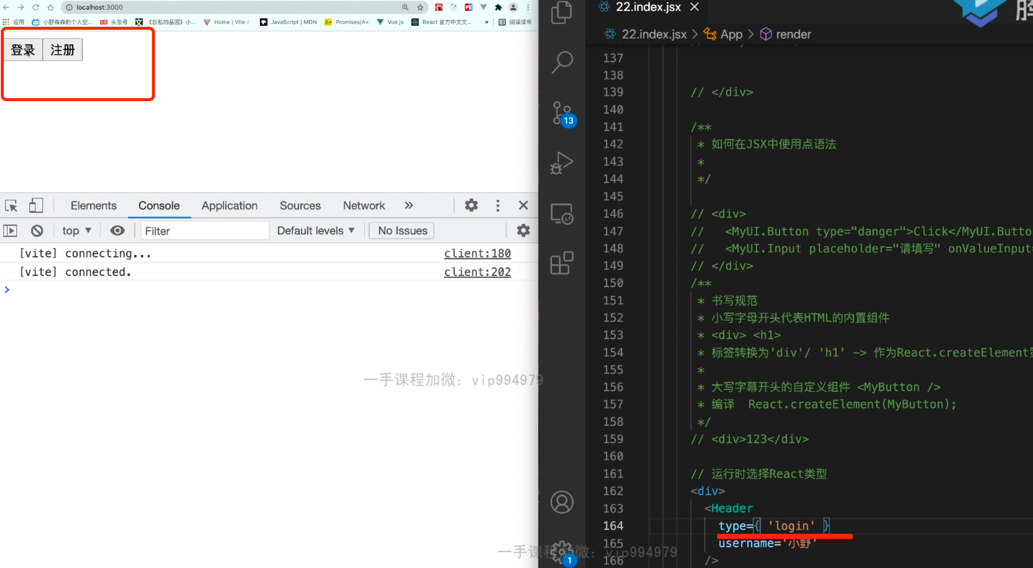 localhost:3000
应用
小野森森的个人空...
头条号
《自私的基因》小...
Home | Vite⚡
JavaScript | MDN
Promises/A+
Vue.js
React 官方中文文...
»
阅读清单
登录 注册
Elements Console Application Sources Network »
top ▼ Filter Default levels ▼ No Issues
[vite] connecting... client:180
[vite] connected. client:202
>
22.index.jsx ×
22.index.jsx > App > render
13
137
138
139 // </div>
140
141 /**
142 * 如何在JSX中使用点语法
143 *
144 */
145
146 // <div>
147 // <MyUI.Button type="danger">Click</MyUI.Butto
148 // <MyUI.Input placeholder="请填写" onValueInput
149 // </div>
150 /**
151 * 书写规范
152 * 小写字母开头代表HTML的内置组件
153 * <div> <h1>
154 * 标签转换为'div'/ 'h1' -> 作为React.createElement
155 *
156 * 大写字幕开头的自定义组件 <MyButton />
157 * 编译 React.createElement(MyButton);
158 */
159 // <div>123</div>
160
161 // 运行时选择React类型
162 <div>
163 <Header
164 type={ 'login' }
165 username='小野'
166 />
1
一手课程加微：vip994979
一手课程加微：vip994979